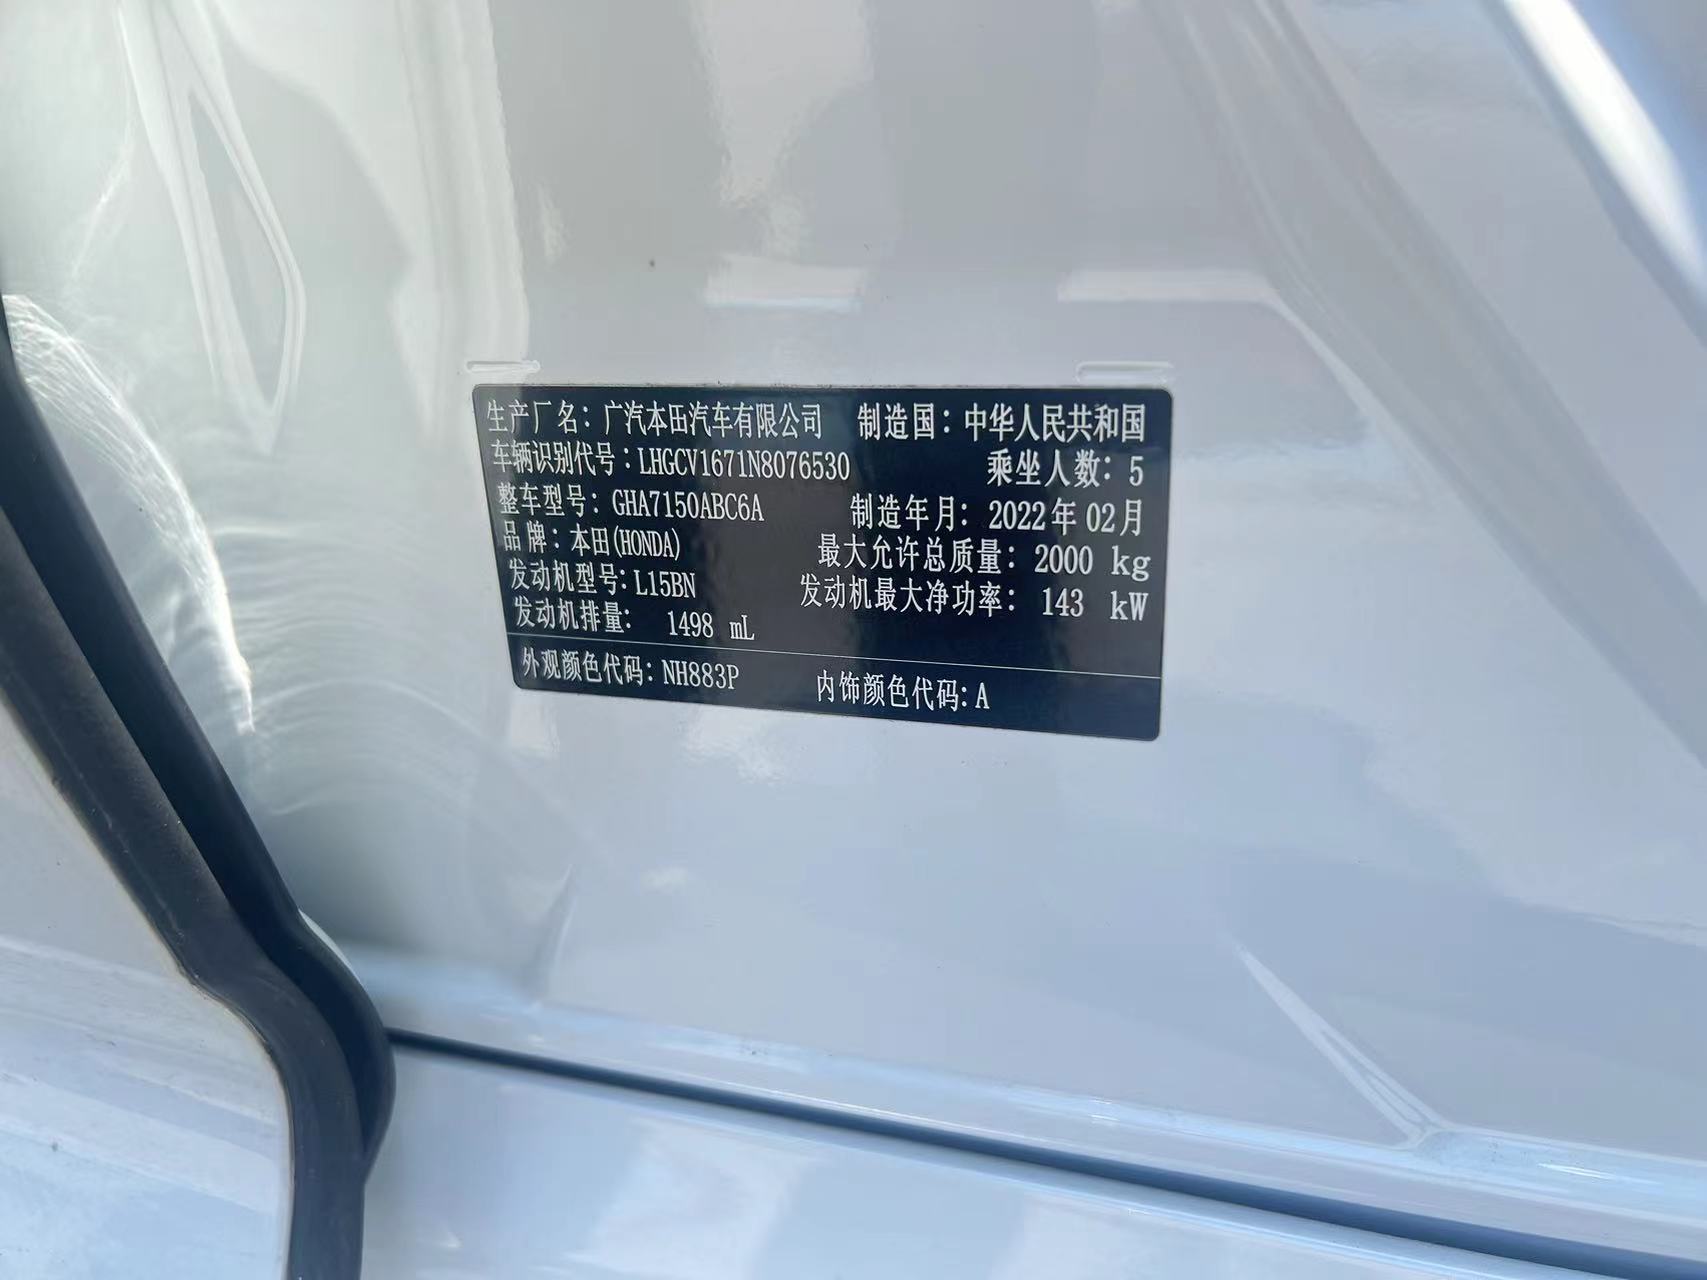 生产厂名：广汽本田汽车有限公司 制造国：中华人民共和国
车辆识别代号：LHGCV1671N8076530 乘坐人数：5
整车型号：GHA7150ABC6A 制造年月：2022年02月
品牌：本田(HONDA) 最大允许总质量：2000 kg
发动机型号：L15BN 发动机最大净功率：143 kW
发动机排量： 1498 mL
外观颜色代码：NH883P 内饰颜色代码：A